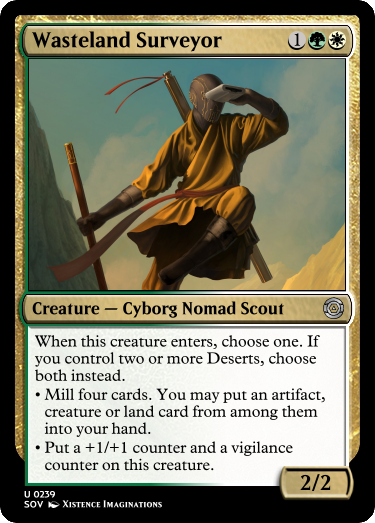 Wasteland Surveyor 1
Creature — Cyborg Nomad Scout
When this creature enters, choose one. If
you control two or more Deserts, choose
both instead.
• Mill four cards. You may put an artifact,
creature or land card from among them
into your hand.
• Put a +1/+1 counter and a vigilance
counter on this creature.
2/2
U 0239
SOV Xistence Imaginations